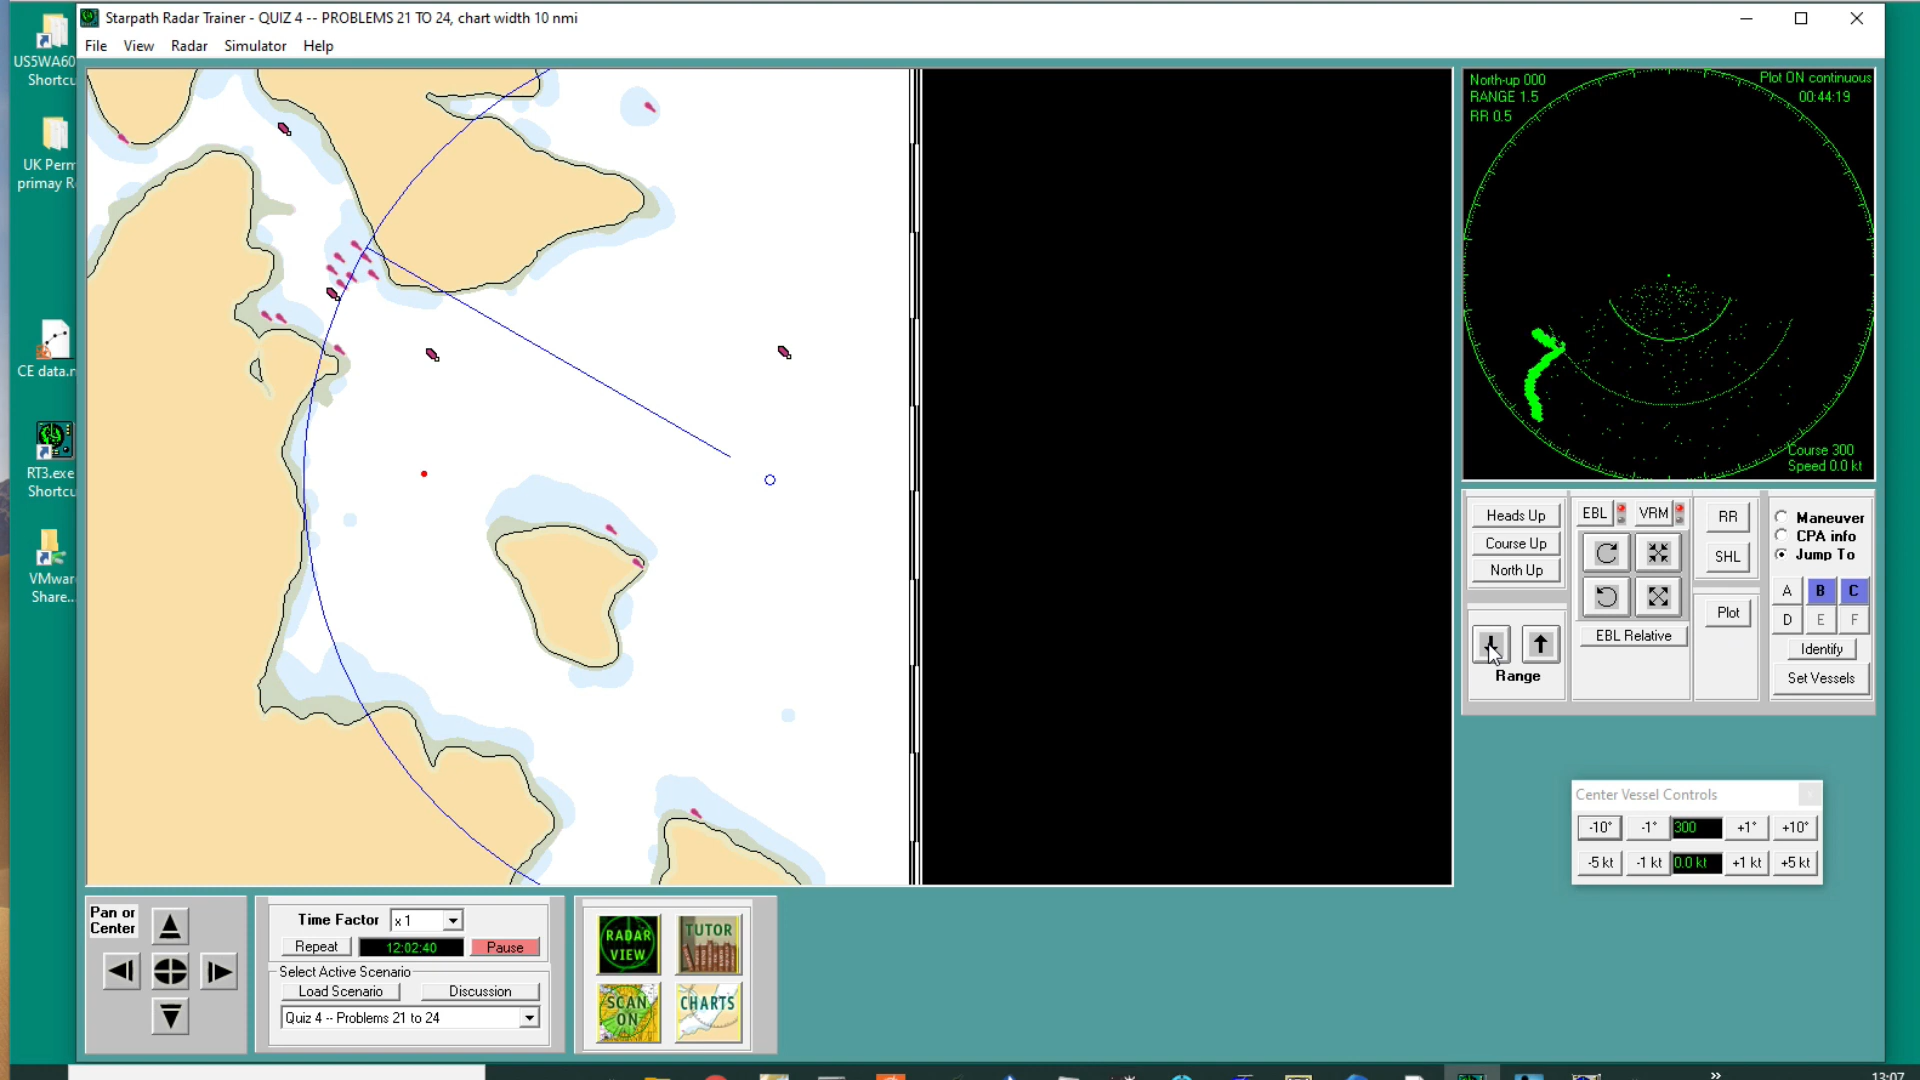 Starpath Radar Trainer - QUIZ 4 -- PROBLEMS 21 TO 24, chart width 10 nmi
File View Radar Simulator Help
US5WA60
Shortcu
UK Perm
primay R
CE data.n
RT3.exe
Shortcu
VMwar
Share...
North-up 000
RANGE 1.5
RR 0.5
Plot ON continuous
00:44:19
Course 300
Speed 0.0 kt
Heads Up
Course Up
North Up
Range
EBL VRM
EBL Relative
RR
SHL
Plot
Maneuver
CPA info
Jump To
A B C
D E F
Identify
Set Vessels
Center Vessel Controls
-10° -1° 300 +1° +10°
-5 kt -1 kt 0.0 kt +1 kt +5 kt
Pan or
Center
Time Factor x 1
Repeat 12:02:40 Pause
Select Active Scenario
Load Scenario Discussion
Quiz 4 -- Problems 21 to 24
RADAR
VIEW
TUTOR
SCAN
ON
CHARTS
13:07